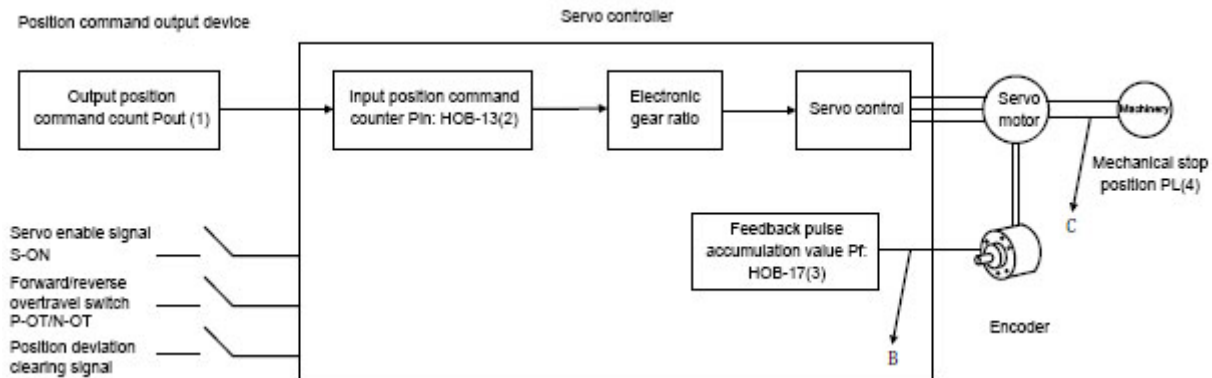 Position command output device
Servo controller
Output position
command count Pout (1)
Input position command
counter Pin: HOB-13(2)
Electronic
gear ratio
Servo control
Servo
motor
Machinery
Mechanical stop
position PL(4)
C
Servo enable signal
S-ON
Forward/reverse
overtravel switch
P-OT/N-OT
Position deviation
clearing signal
Feedback pulse
accumulation value Pf:
HOB-17(3)
B
Encoder